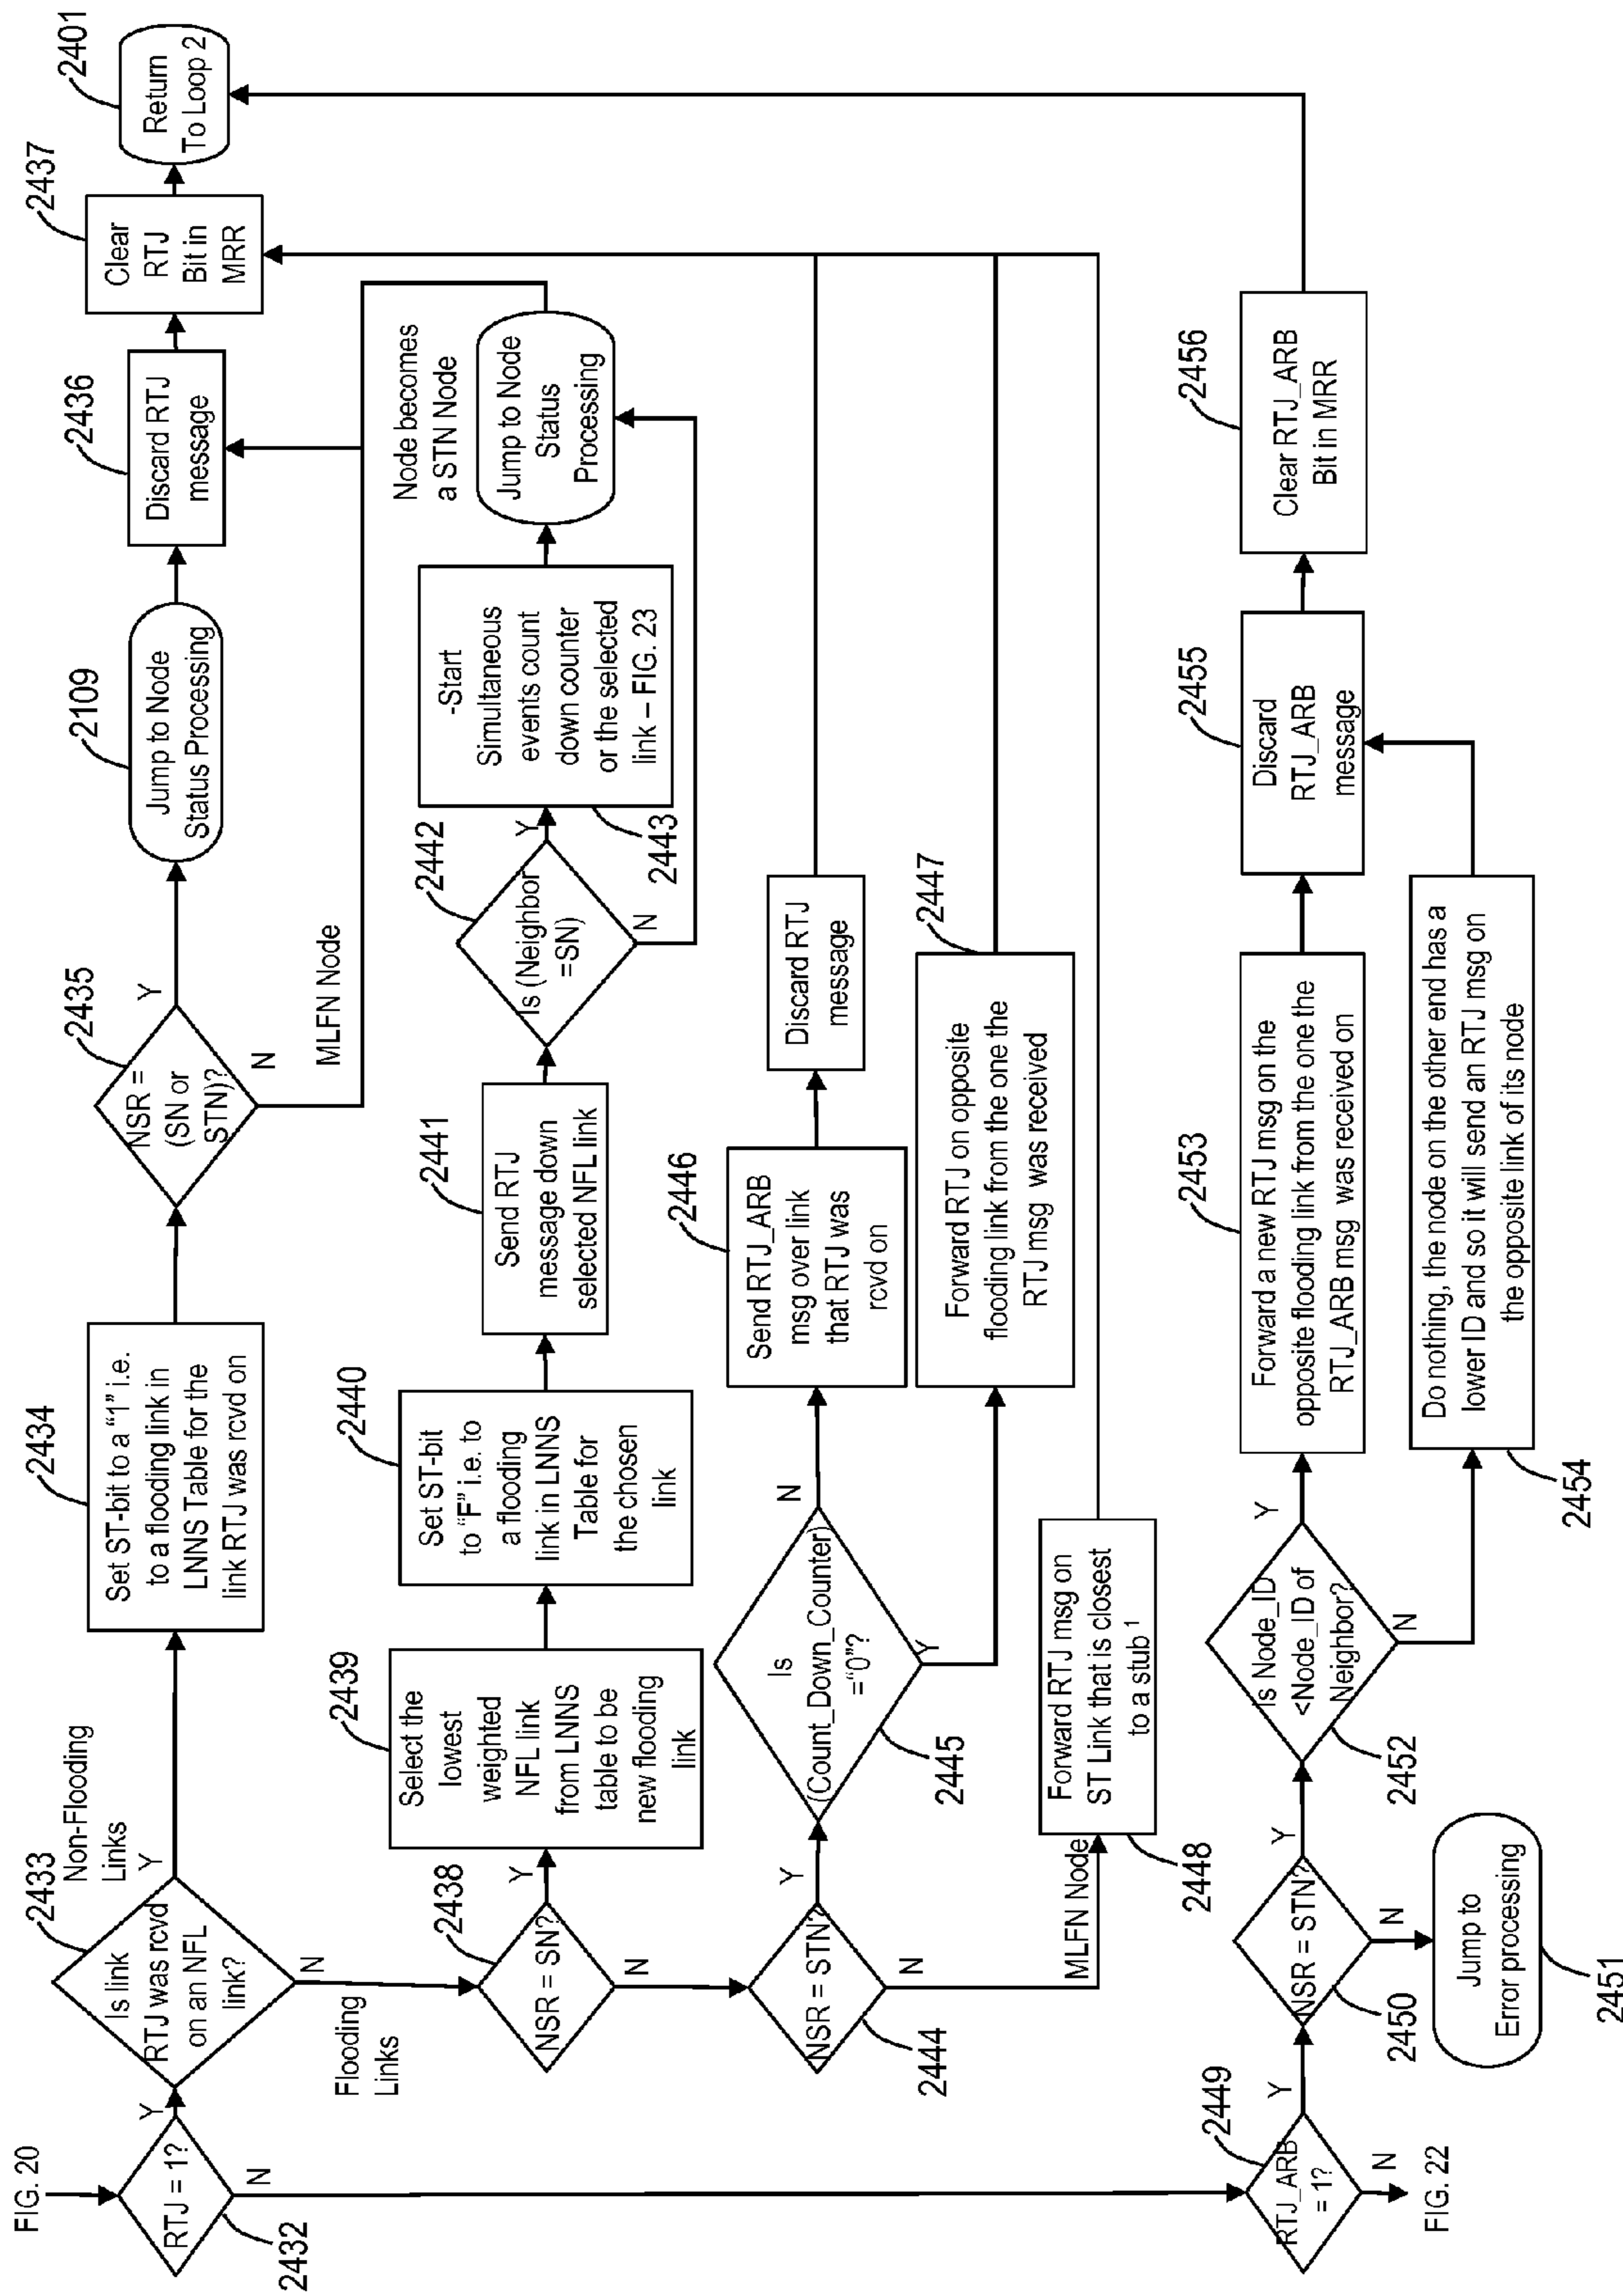 FIG. 20
RTJ = 1?
2432
Y
N
2433
Is link
RTJ was rcvd
on an NFL
link?
Non-Flooding
Links
Y
N
Flooding
Links
2434
Set ST-bit to a “1” i.e.
to a flooding link in
LNNS Table for the
link RTJ was rcvd on
2435
NSR =
(SN or
STN)?
Y
N
MLFN Node
2109
Jump to Node
Status Processing
2436
Discard RTJ
message
2437
Clear
RTJ
Bit in
MRR
2401
Return
To Loop 2
2438
NSR = SN?
Y
N
2439
Select the
lowest
weighted
NFL link
from LNNS
table to be
new flooding
link
2440
Set ST-bit
to “F” i.e. to
a flooding
link in LNNS
Table for
the chosen
link
2441
Send RTJ
message down
selected NFL link
2442
Is (Neighbor
=SN)
Y
N
2443
-Start
Simultaneous
events count
down counter
or the selected
link – FIG. 23
Node becomes
a STN Node
Jump to Node
Status
Processing
2444
NSR = STN?
Y
N
MLFN Node
2445
Is
(Count_Down_Counter)
=“0”?
N
Y
2446
Send RTJ_ARB
msg over link
that RTJ was
rcvd on
Discard RTJ
message
2447
Forward RTJ on opposite
flooding link from the one the
RTJ msg was received
2448
Forward RTJ msg on
ST Link that is closest
to a stub ¹
2449
RTJ_ARB
= 1?
Y
N
FIG. 22
2450
NSR = STN?
Y
N
2451
Jump to
Error processing
2452
Is Node_ID
<Node_ID of
Neighbor?
Y
N
2453
Forward a new RTJ msg on the
opposite flooding link from the one the
RTJ_ARB msg was received on
2454
Do nothing, the node on the other end has a
lower ID and so it will send an RTJ msg on
the opposite link of its node
2455
Discard
RTJ_ARB
message
2456
Clear RTJ_ARB
Bit in MRR